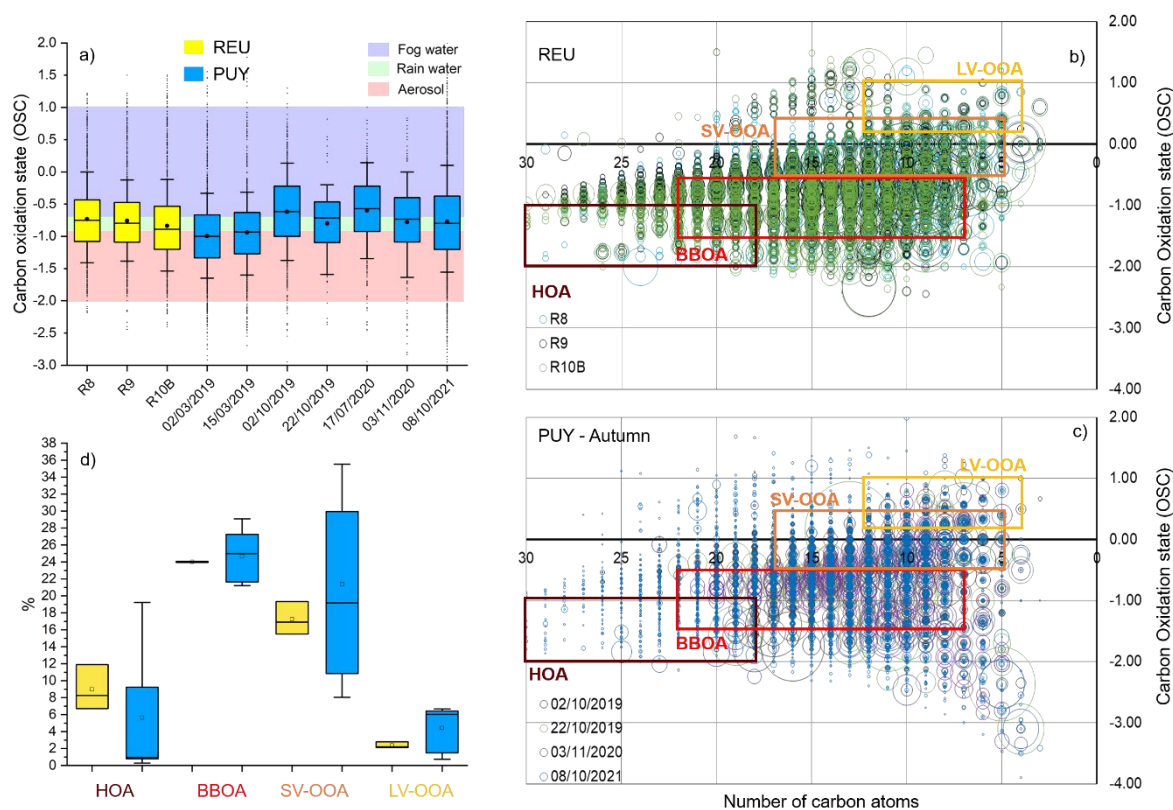 a)
REU
PUY
Fog water
Rain water
Aerosol
Carbon oxidation state (OSC)
2.0
1.5
1.0
0.5
0.0
-0.5
-1.0
-1.5
-2.0
-3.0
R8
R9
R10B
02/03/2019
15/03/2019
02/10/2019
22/10/2019
17/07/2020
03/11/2020
08/10/2021
REU
b)
LV-OOA
SV-OOA
BBOA
HOA
R8
R9
R10B
30
25
20
15
10
5
0
2.00
1.00
0.00
-1.00
-2.00
-3.00
-4.00
Carbon Oxidation state (OSC)
PUY - Autumn
c)
LV-OOA
SV-OOA
BBOA
HOA
02/10/2019
22/10/2019
03/11/2020
08/10/2021
30
25
20
15
10
5
0
2.00
1.00
0.00
-1.00
-2.00
-3.00
-4.00
Carbon Oxidation state (OSC)
Number of carbon atoms
d)
%
38
36
34
32
30
28
26
24
22
20
18
16
14
12
10
8
6
4
2
0
HOA
BBOA
SV-OOA
LV-OOA